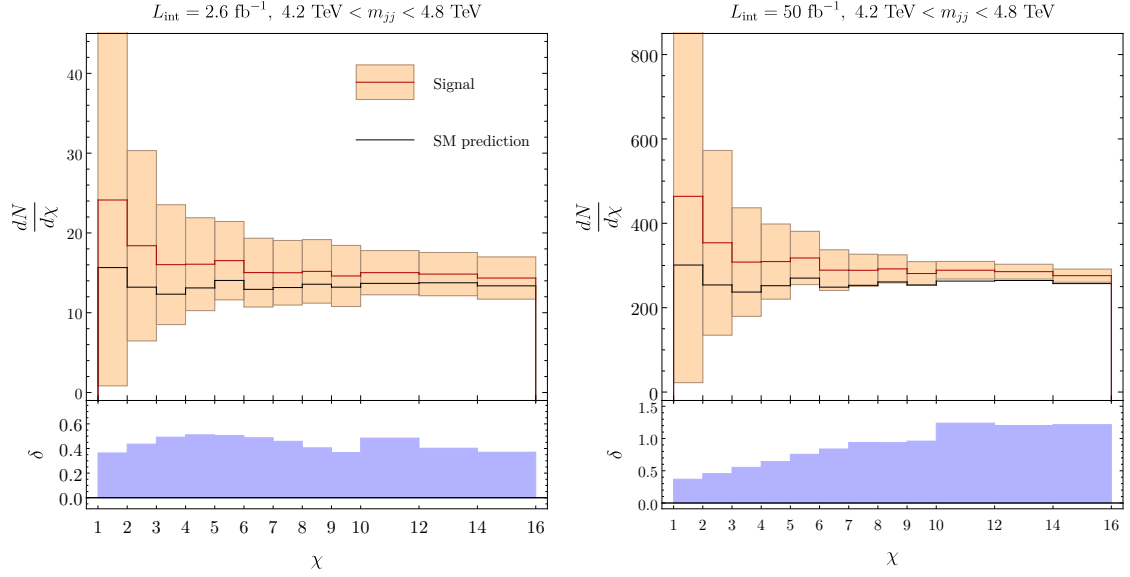 L_int = 2.6 fb⁻¹, 4.2 TeV < m_jj < 4.8 TeV
40
30
20
10
0
dN/dχ
Signal
SM prediction
0.6
0.4
0.2
0.0
δ
1 2 3 4 5 6 7 8 9 10 12 14 16
χ
L_int = 50 fb⁻¹, 4.2 TeV < m_jj < 4.8 TeV
800
600
400
200
0
dN/dχ
1.5
1.0
0.5
0.0
δ
1 2 3 4 5 6 7 8 9 10 12 14 16
χ